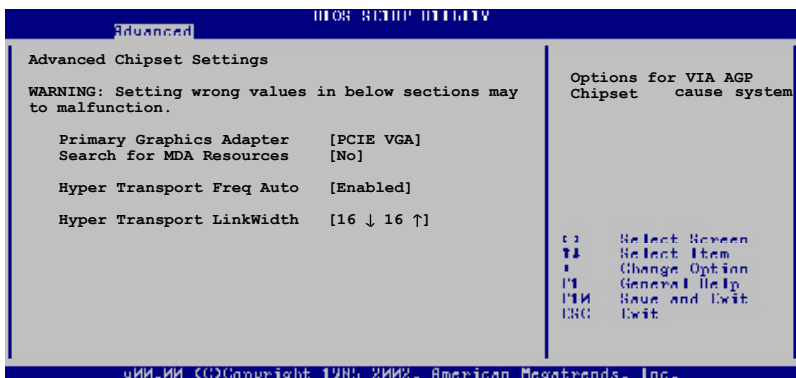 BIOS SETUP UTILITY
Advanced
Advanced Chipset Settings
WARNING: Setting wrong values in below sections may
to malfunction.
Primary Graphics Adapter [PCIE VGA]
Search for MDA Resources [No]
Hyper Transport Freq Auto [Enabled]
Hyper Transport LinkWidth [16 ↓ 16 ↑]
Options for VIA AGP
Chipset cause system
Select Screen
↑↓ Select Item
Change Option
F1 General Help
F10 Save and Exit
ESC Exit
(C)Copyright 1985-2002, American Megatrends, Inc.